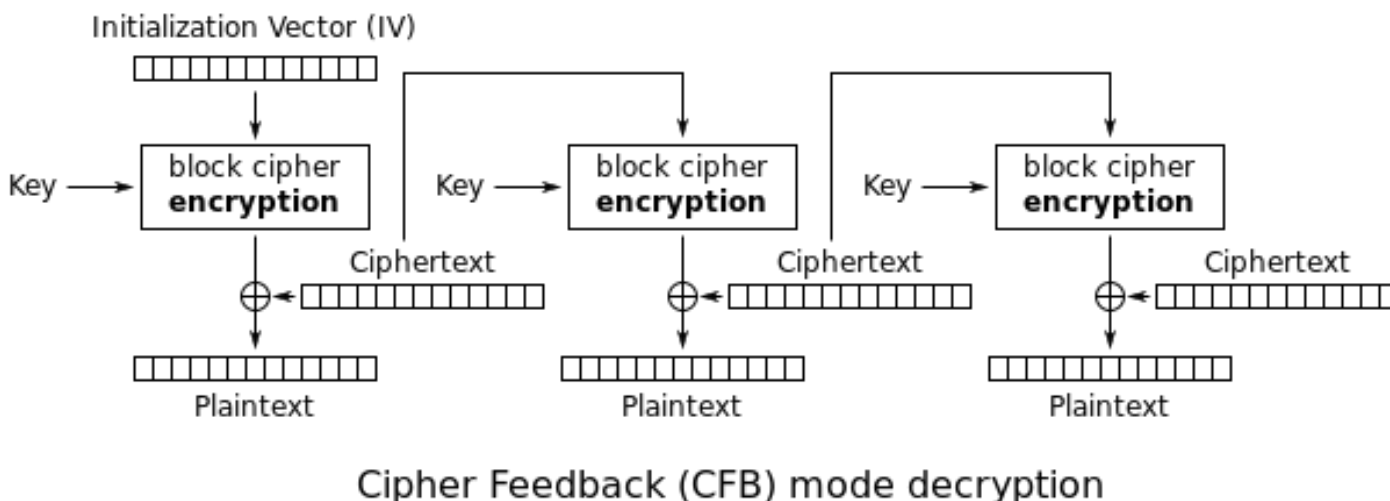 Initialization Vector (IV)
Key
block cipher
encryption
Ciphertext
Plaintext
Key
block cipher
encryption
Ciphertext
Plaintext
Key
block cipher
encryption
Ciphertext
Plaintext
Cipher Feedback (CFB) mode decryption